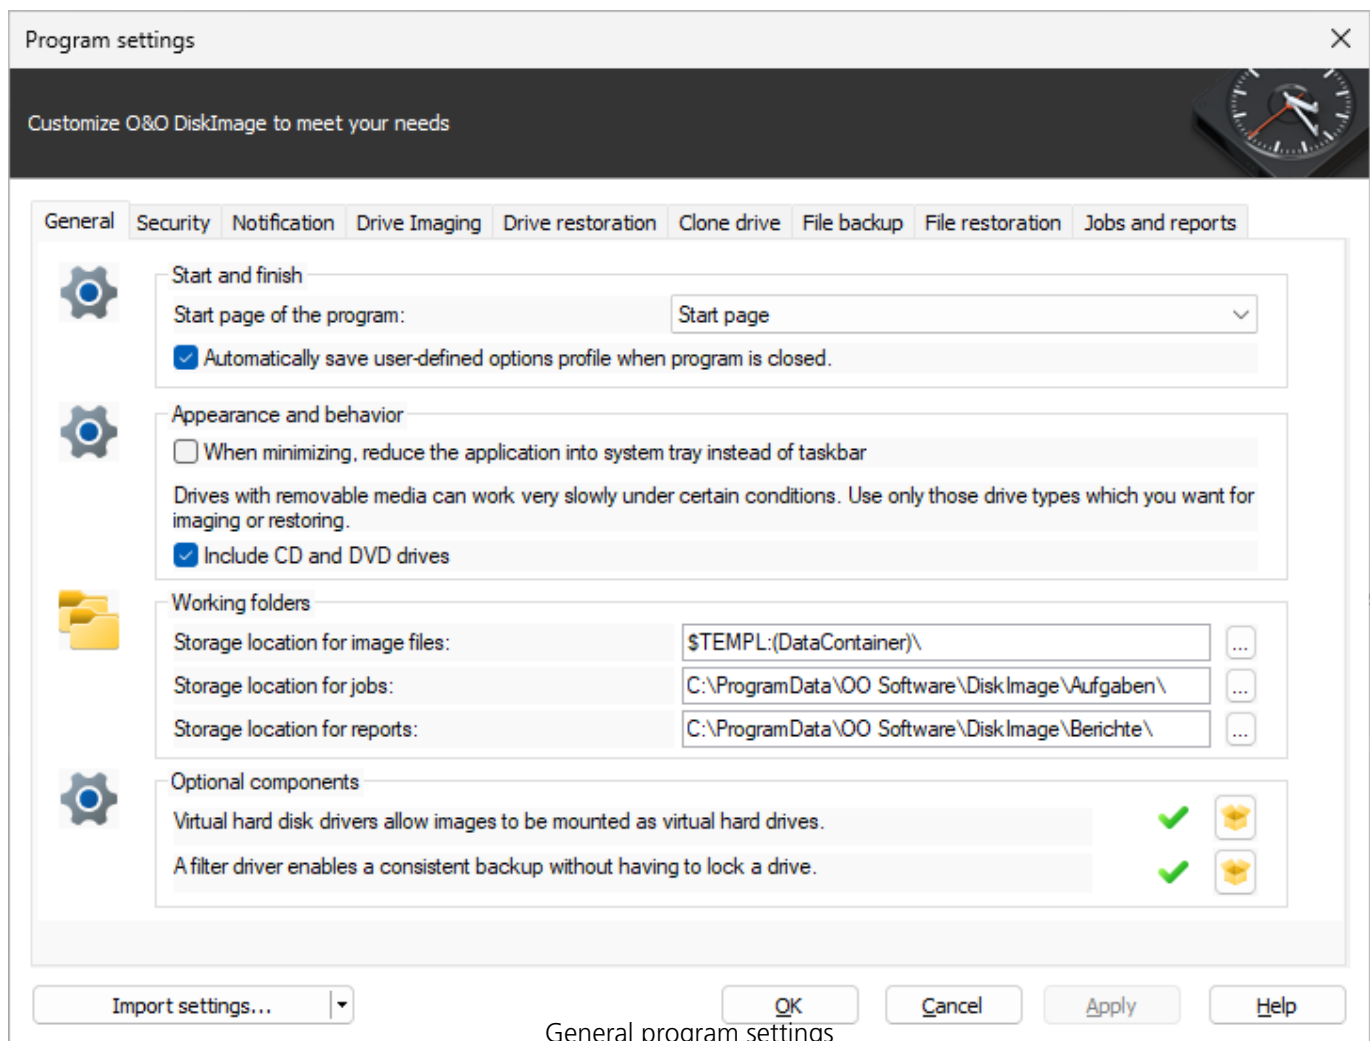 Program settings
Customize O&O DiskImage to meet your needs
General Security Notification Drive Imaging Drive restoration Clone drive File backup File restoration Jobs and reports
Start and finish
Start page of the program: Start page
Automatically save user-defined options profile when program is closed.
Appearance and behavior
When minimizing, reduce the application into system tray instead of taskbar
Drives with removable media can work very slowly under certain conditions. Use only those drive types which you want for
imaging or restoring.
Include CD and DVD drives
Working folders
Storage location for image files: $TEMPL:(DataContainer)\ ...
Storage location for jobs: C:\ProgramData\OO Software\DiskImage\Aufgaben\ ...
Storage location for reports: C:\ProgramData\OO Software\DiskImage\Berichte\ ...
Optional components
Virtual hard disk drivers allow images to be mounted as virtual hard drives.
A filter driver enables a consistent backup without having to lock a drive.
Import settings... OK Cancel Apply Help
General program settings